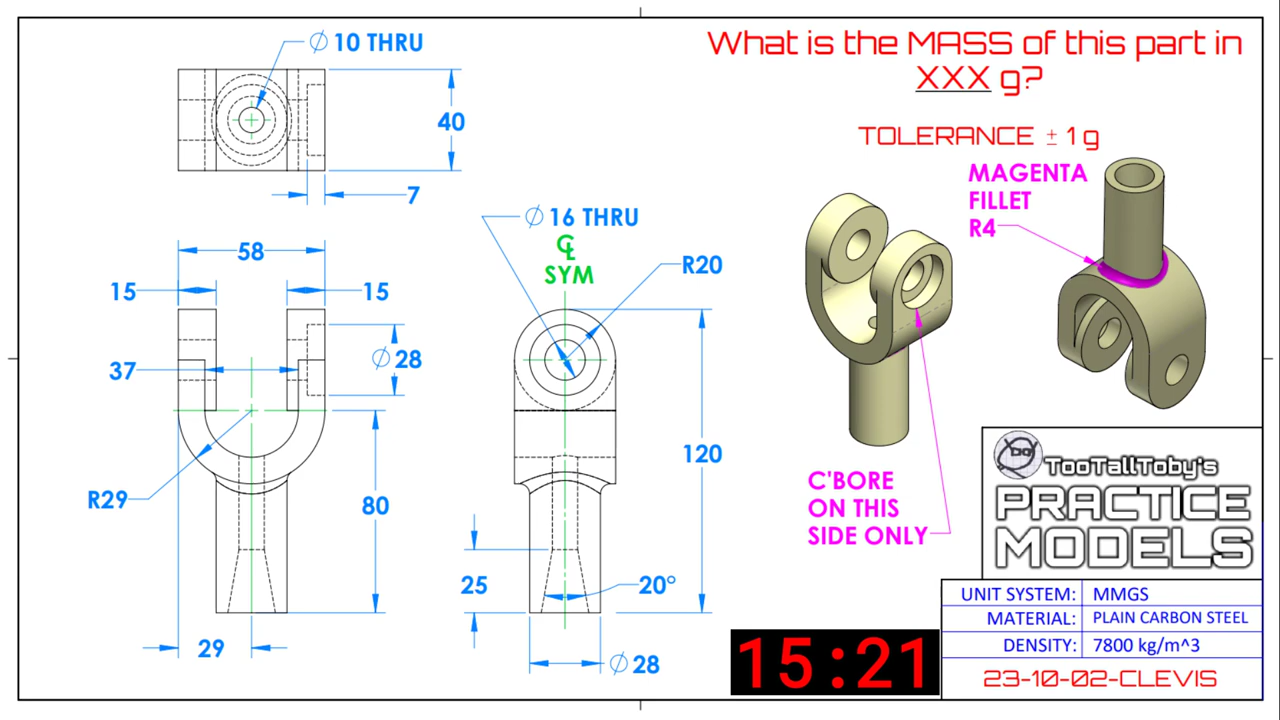 What is the MASS of this part in
XXX g?
TOLERANCE ± 1 g
∅ 10 THRU
40
7
58
15
15
37
∅ 28
R29
80
29
∅ 16 THRU
℄
SYM
R20
120
25
20°
∅ 28
MAGENTA
FILLET
R4
C'BORE
ON THIS
SIDE ONLY
TooTallToby's
PRACTICE
MODELS
UNIT SYSTEM: MMGS
MATERIAL: PLAIN CARBON STEEL
DENSITY: 7800 kg/m^3
23-10-02-CLEVIS
15:21